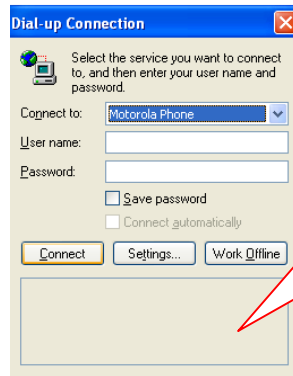 Dial-up Connection
Select the service you want to connect
to, and then enter your user name and
password.
Connect to: Motorola Phone
User name:
Password:
Save password
Connect automatically
Connect Settings... Work Offline